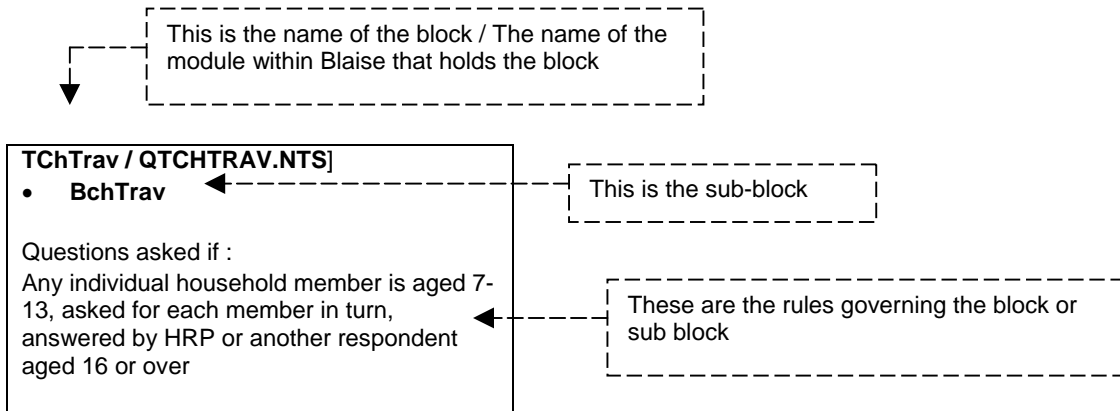 This is the name of the block / The name of the
module within Blaise that holds the block
TChTrav / QTCHTRAV.NTS]
• BchTrav
This is the sub-block
Questions asked if :
Any individual household member is aged 7-
13, asked for each member in turn,
answered by HRP or another respondent
aged 16 or over
These are the rules governing the block or
sub block